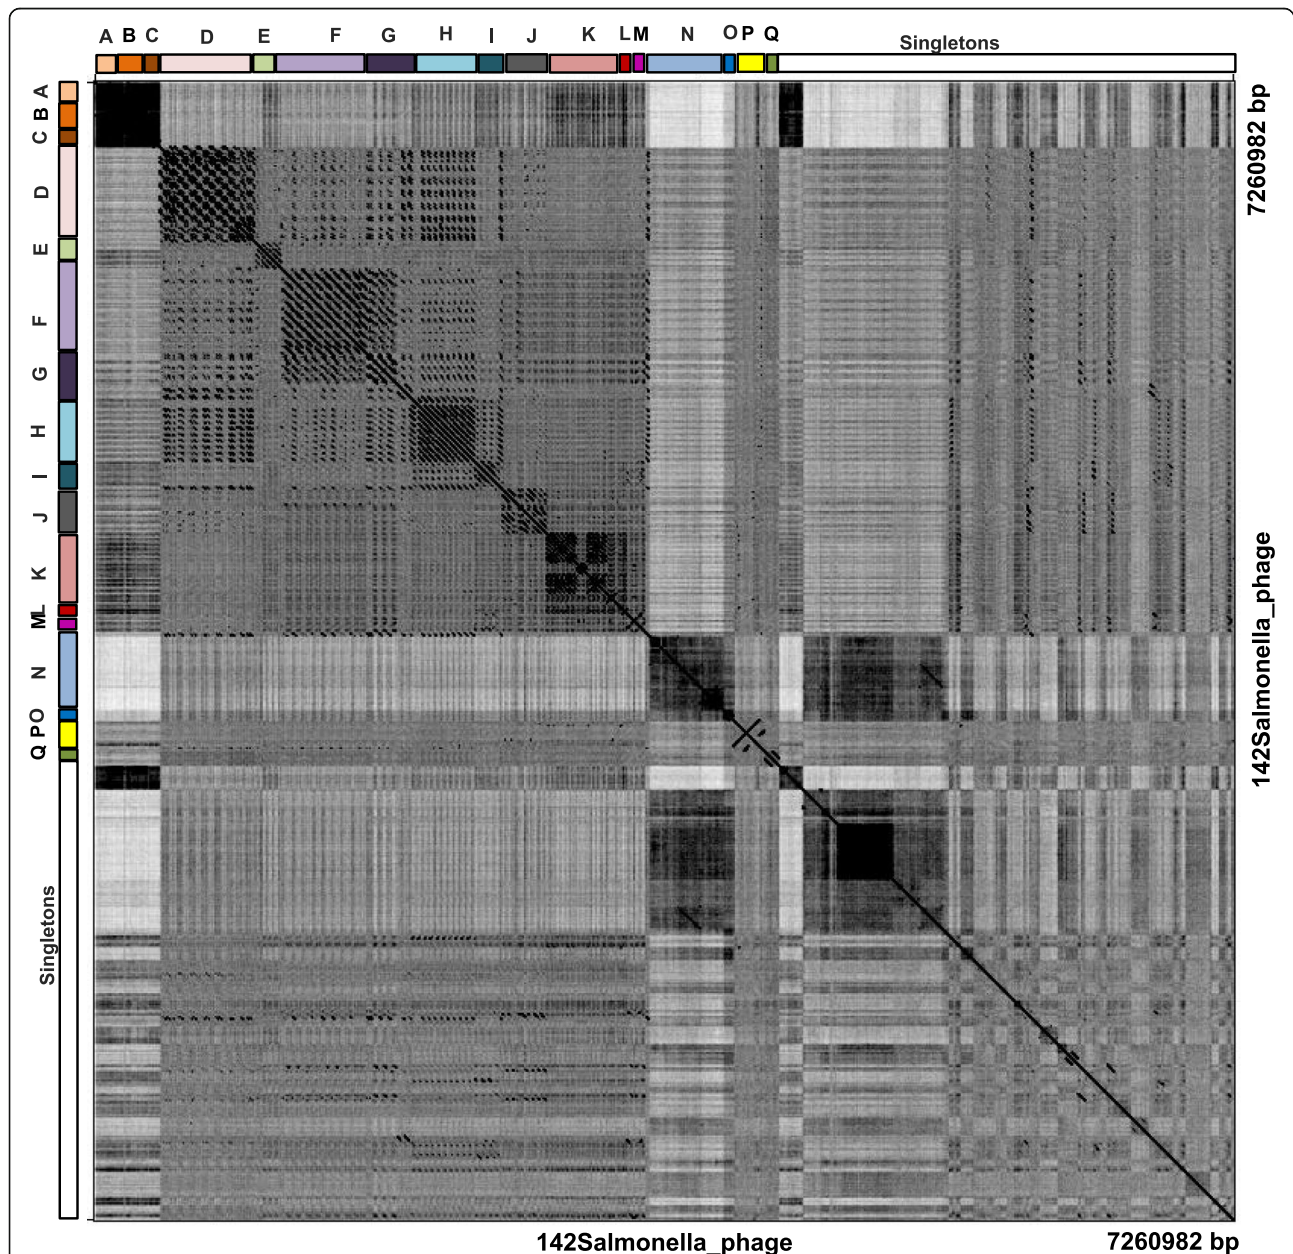 A B C D E F G H I J K L M N O P Q Singletons
A
B
C
D
E
F
G
H
I
J
K
L
M
N
O
P
Q
Singletons
7260982 bp
142Salmonella_phage
142Salmonella_phage 7260982 bp